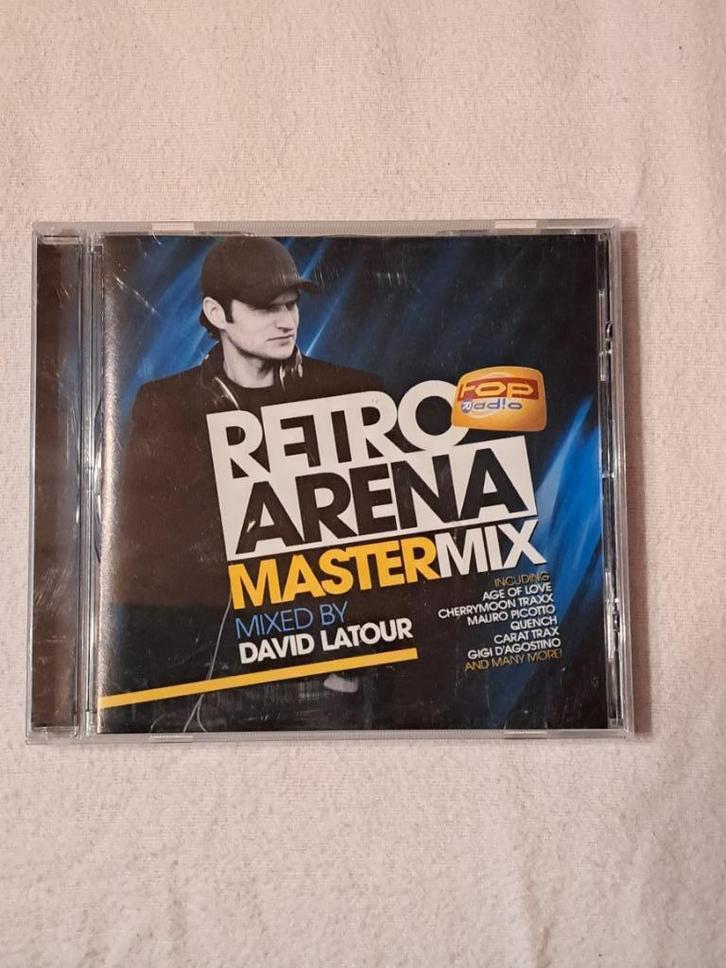 TOP
Radio
RETRO
ARENA
MASTERMIX
MIXED BY
DAVID LATOUR
INCUDING
AGE OF LOVE
CHERRYMOON TRAXX
MAURO PICOTTO
QUENCH
CARAT TRAX
GIGI D'AGOSTINO
AND MANY MORE!